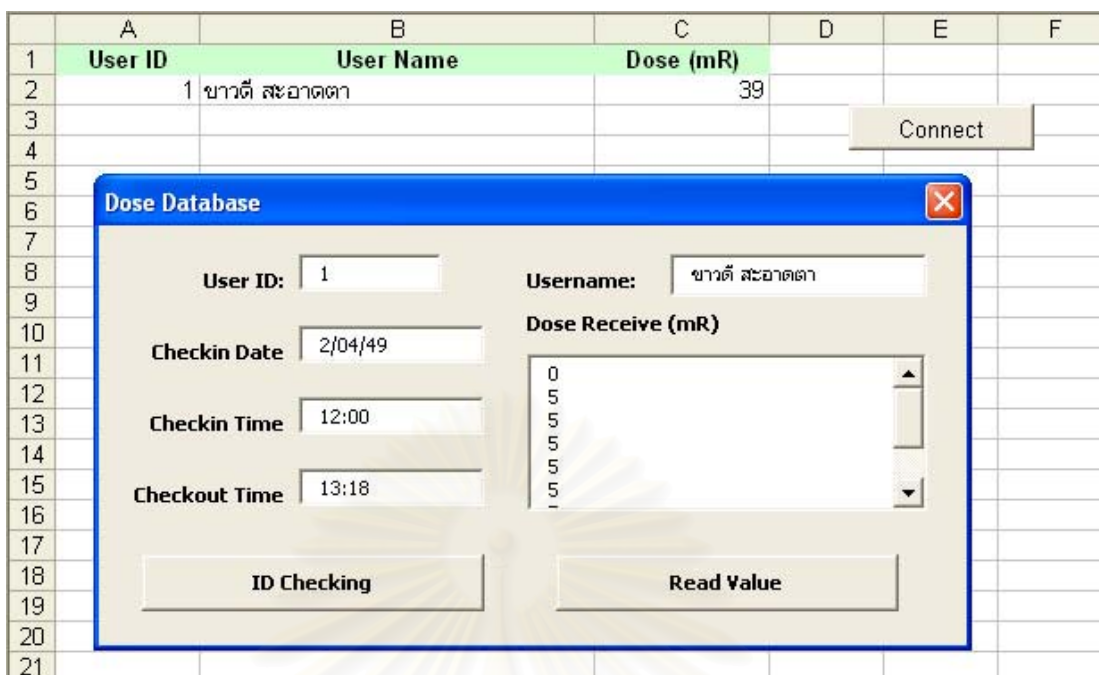 A B C D E F
1 User ID User Name Dose (mR)
2 1 ขาวดี สะอาดตา 39
3
Connect
4
5
Dose Database
6
7
8
User ID: 1 Username: ขาวดี สะอาดตา
9
10
Dose Receive (mR)
Checkin Date 2/04/49
11
0
12
5
13
Checkin Time 12:00
5
14
5
5
15
Checkout Time 13:18
5
16
17
18
ID Checking Read Value
19
20
21